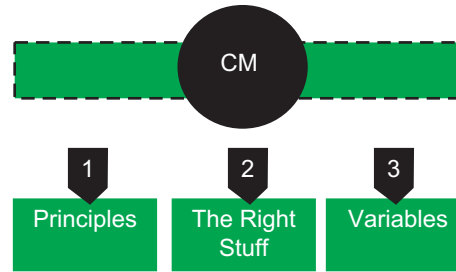 CM
1
2
3
Principles
The Right
Stuff
Variables